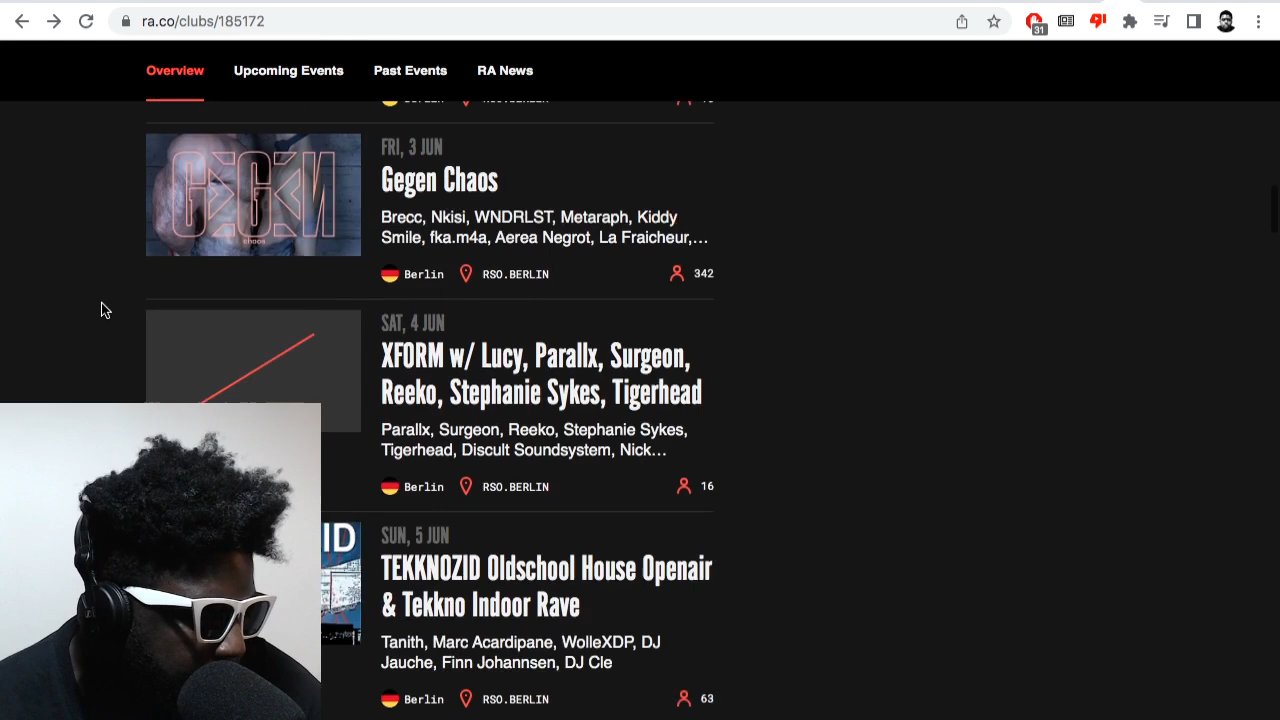 ra.co/clubs/185172
31
Overview
Upcoming Events
Past Events
RA News
FRI, 3 JUN
Gegen Chaos
Brecc, Nkisi, WNDRLST, Metaraph, Kiddy
Smile, fka.m4a, Aerea Negrot, La Fraicheur,…
Berlin
RSO.BERLIN
342
GEGEN
chaos
SAT, 4 JUN
XFORM w/ Lucy, Parallx, Surgeon,
Reeko, Stephanie Sykes, Tigerhead
Parallx, Surgeon, Reeko, Stephanie Sykes,
Tigerhead, Discult Soundsystem, Nick…
Berlin
RSO.BERLIN
16
SUN, 5 JUN
TEKKNOZID Oldschool House Openair
& Tekkno Indoor Rave
Tanith, Marc Acardipane, WolleXDP, DJ
Jauche, Finn Johannsen, DJ Cle
Berlin
RSO.BERLIN
63
ID